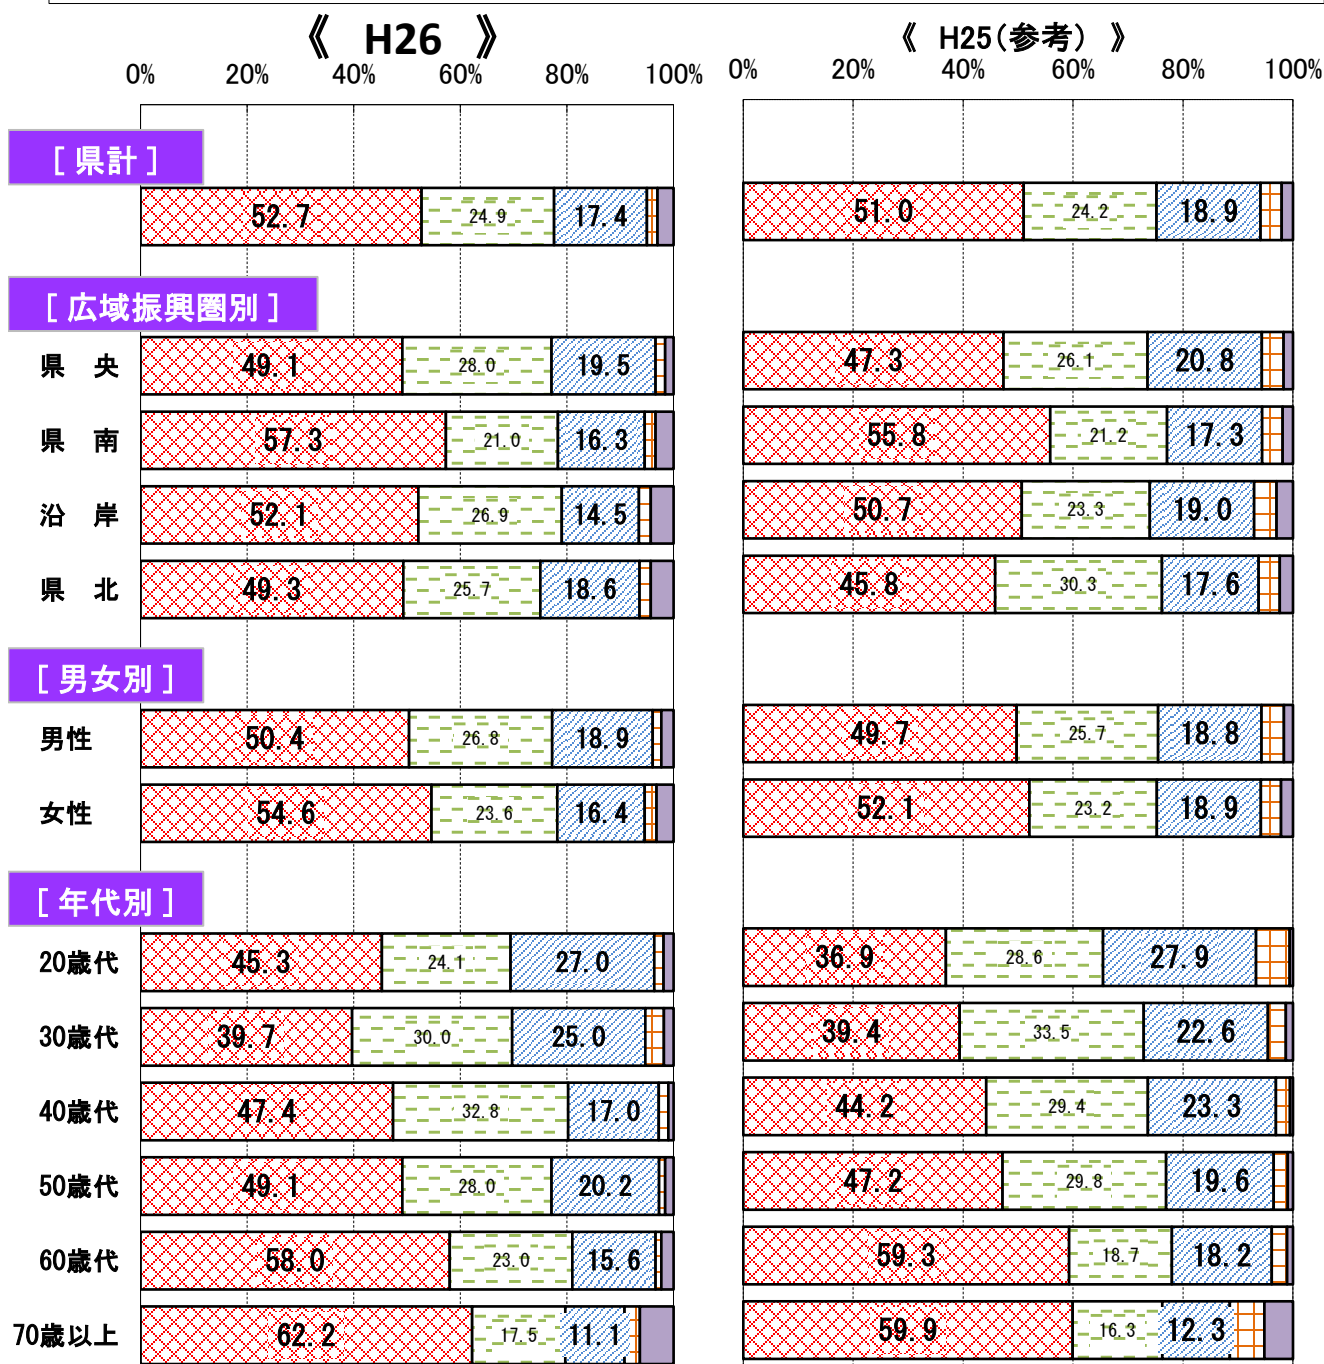 《 H26 》 《 H25(参考) 》
0% 20% 40% 60% 80% 100% 0% 20% 40% 60% 80% 100%
[ 県計 ]
52.7 24.9 17.4 51.0 24.2 18.9
[ 広域振興圏別 ]
県 央 49.1 28.0 19.5 47.3 26.1 20.8
県 南 57.3 21.0 16.3 55.8 21.2 17.3
沿 岸 52.1 26.9 14.5 50.7 23.3 19.0
県 北 49.3 25.7 18.6 45.8 30.3 17.6
[ 男女別 ]
男性 50.4 26.8 18.9 49.7 25.7 18.8
女性 54.6 23.6 16.4 52.1 23.2 18.9
[ 年代別 ]
20歳代 45.3 24.1 27.0 36.9 28.6 27.9
30歳代 39.7 30.0 25.0 39.4 33.5 22.6
40歳代 47.4 32.8 17.0 44.2 29.4 23.3
50歳代 49.1 28.0 20.2 47.2 29.8 19.6
60歳代 58.0 23.0 15.6 59.3 18.7 18.2
70歳以上 62.2 17.5 11.1 59.9 16.3 12.3